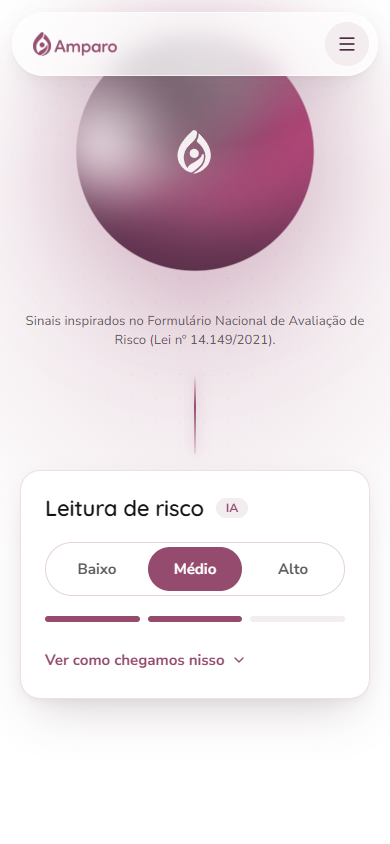 Amparo
Sinais inspirados no Formulário Nacional de Avaliação de
Risco (Lei nº 14.149/2021).
Leitura de risco IA
Baixo Médio Alto
Ver como chegamos nisso